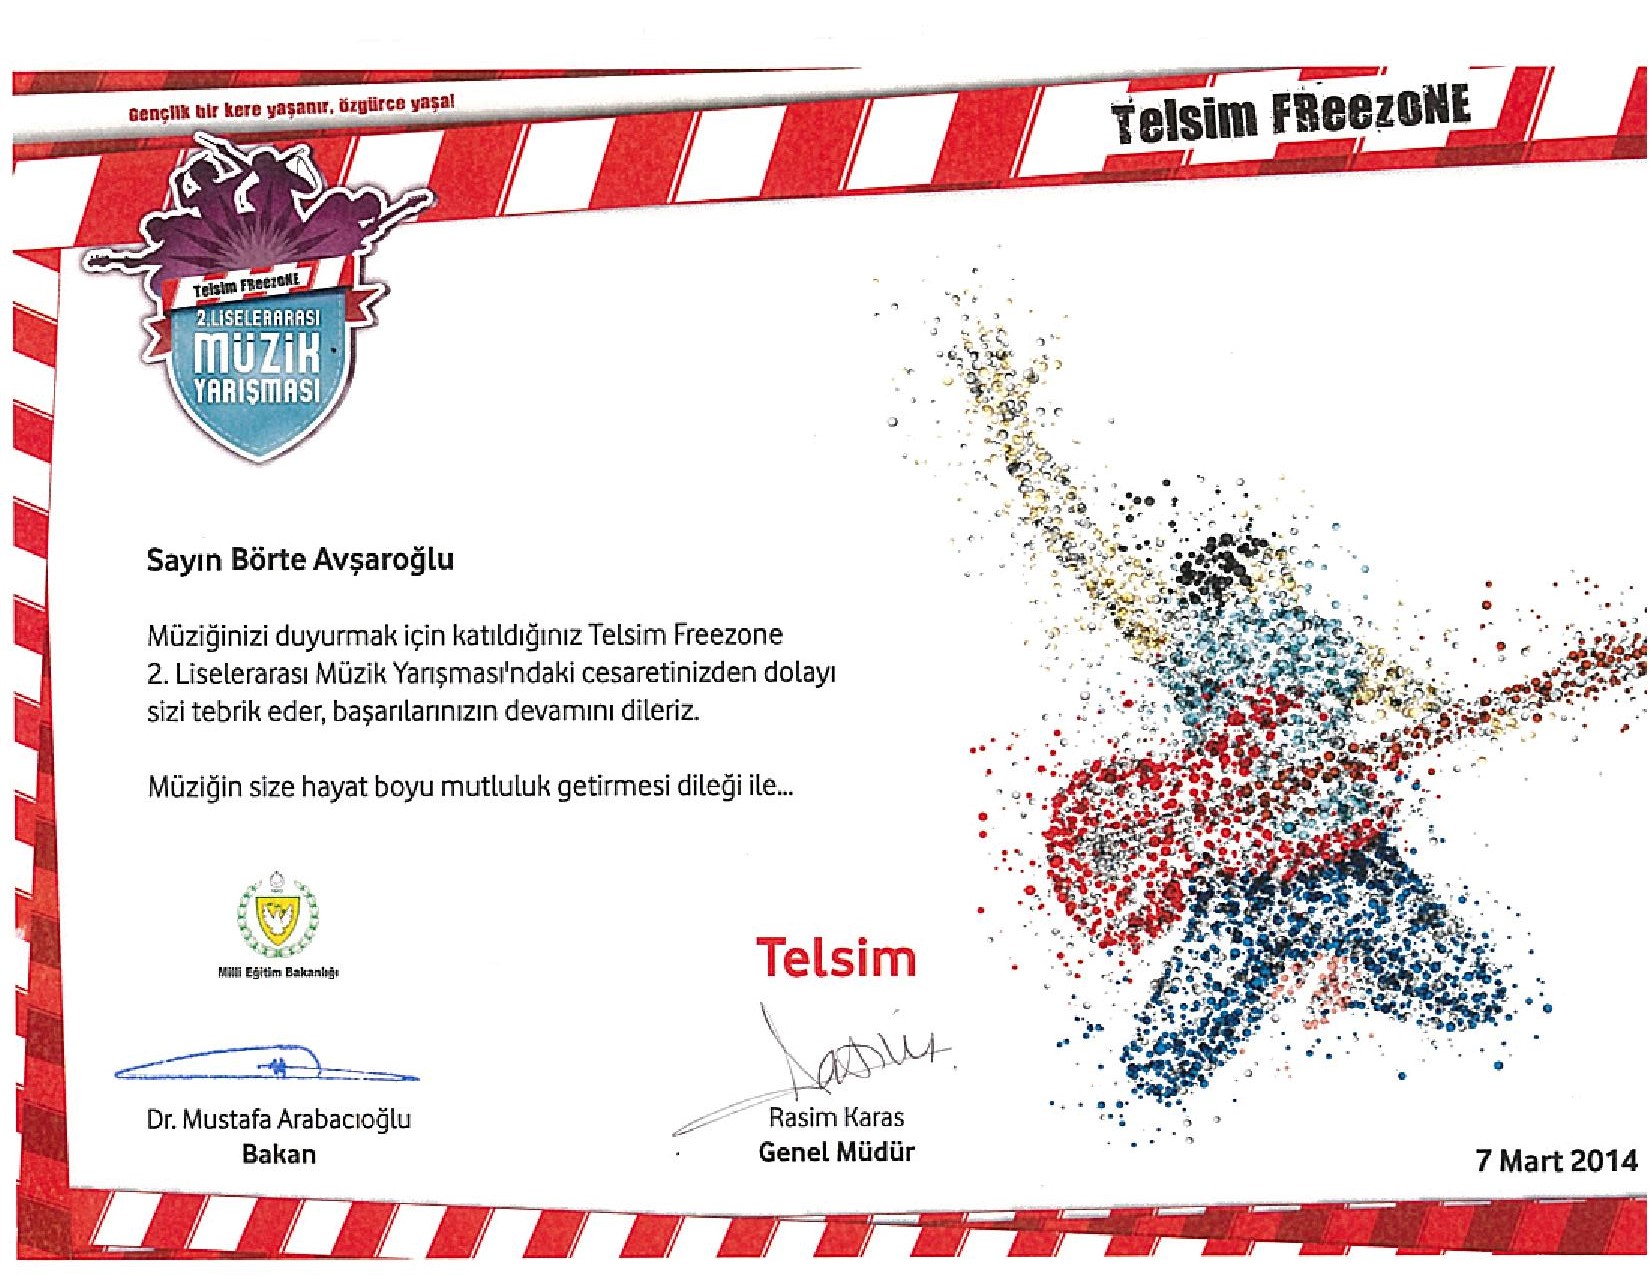 Gençlik bir kere yaşanır, özgürce yaşa!
Telsim FReezoNE
Telsim FReezoNE
2.LİSELERARASI
MÜZİK
YARIŞMASI
Sayın Börte Avşaroğlu
Müziğinizi duyurmak için katıldığınız Telsim Freezone
2. Liselerarası Müzik Yarışması'ndaki cesaretinizden dolayı
sizi tebrik eder, başarılarınızın devamını dileriz.
Müziğin size hayat boyu mutluluk getirmesi dileği ile...
Milli Eğitim Bakanlığı
Telsim
Dr. Mustafa Arabacıoğlu
Bakan
Rasim Karas
Genel Müdür
7 Mart 2014